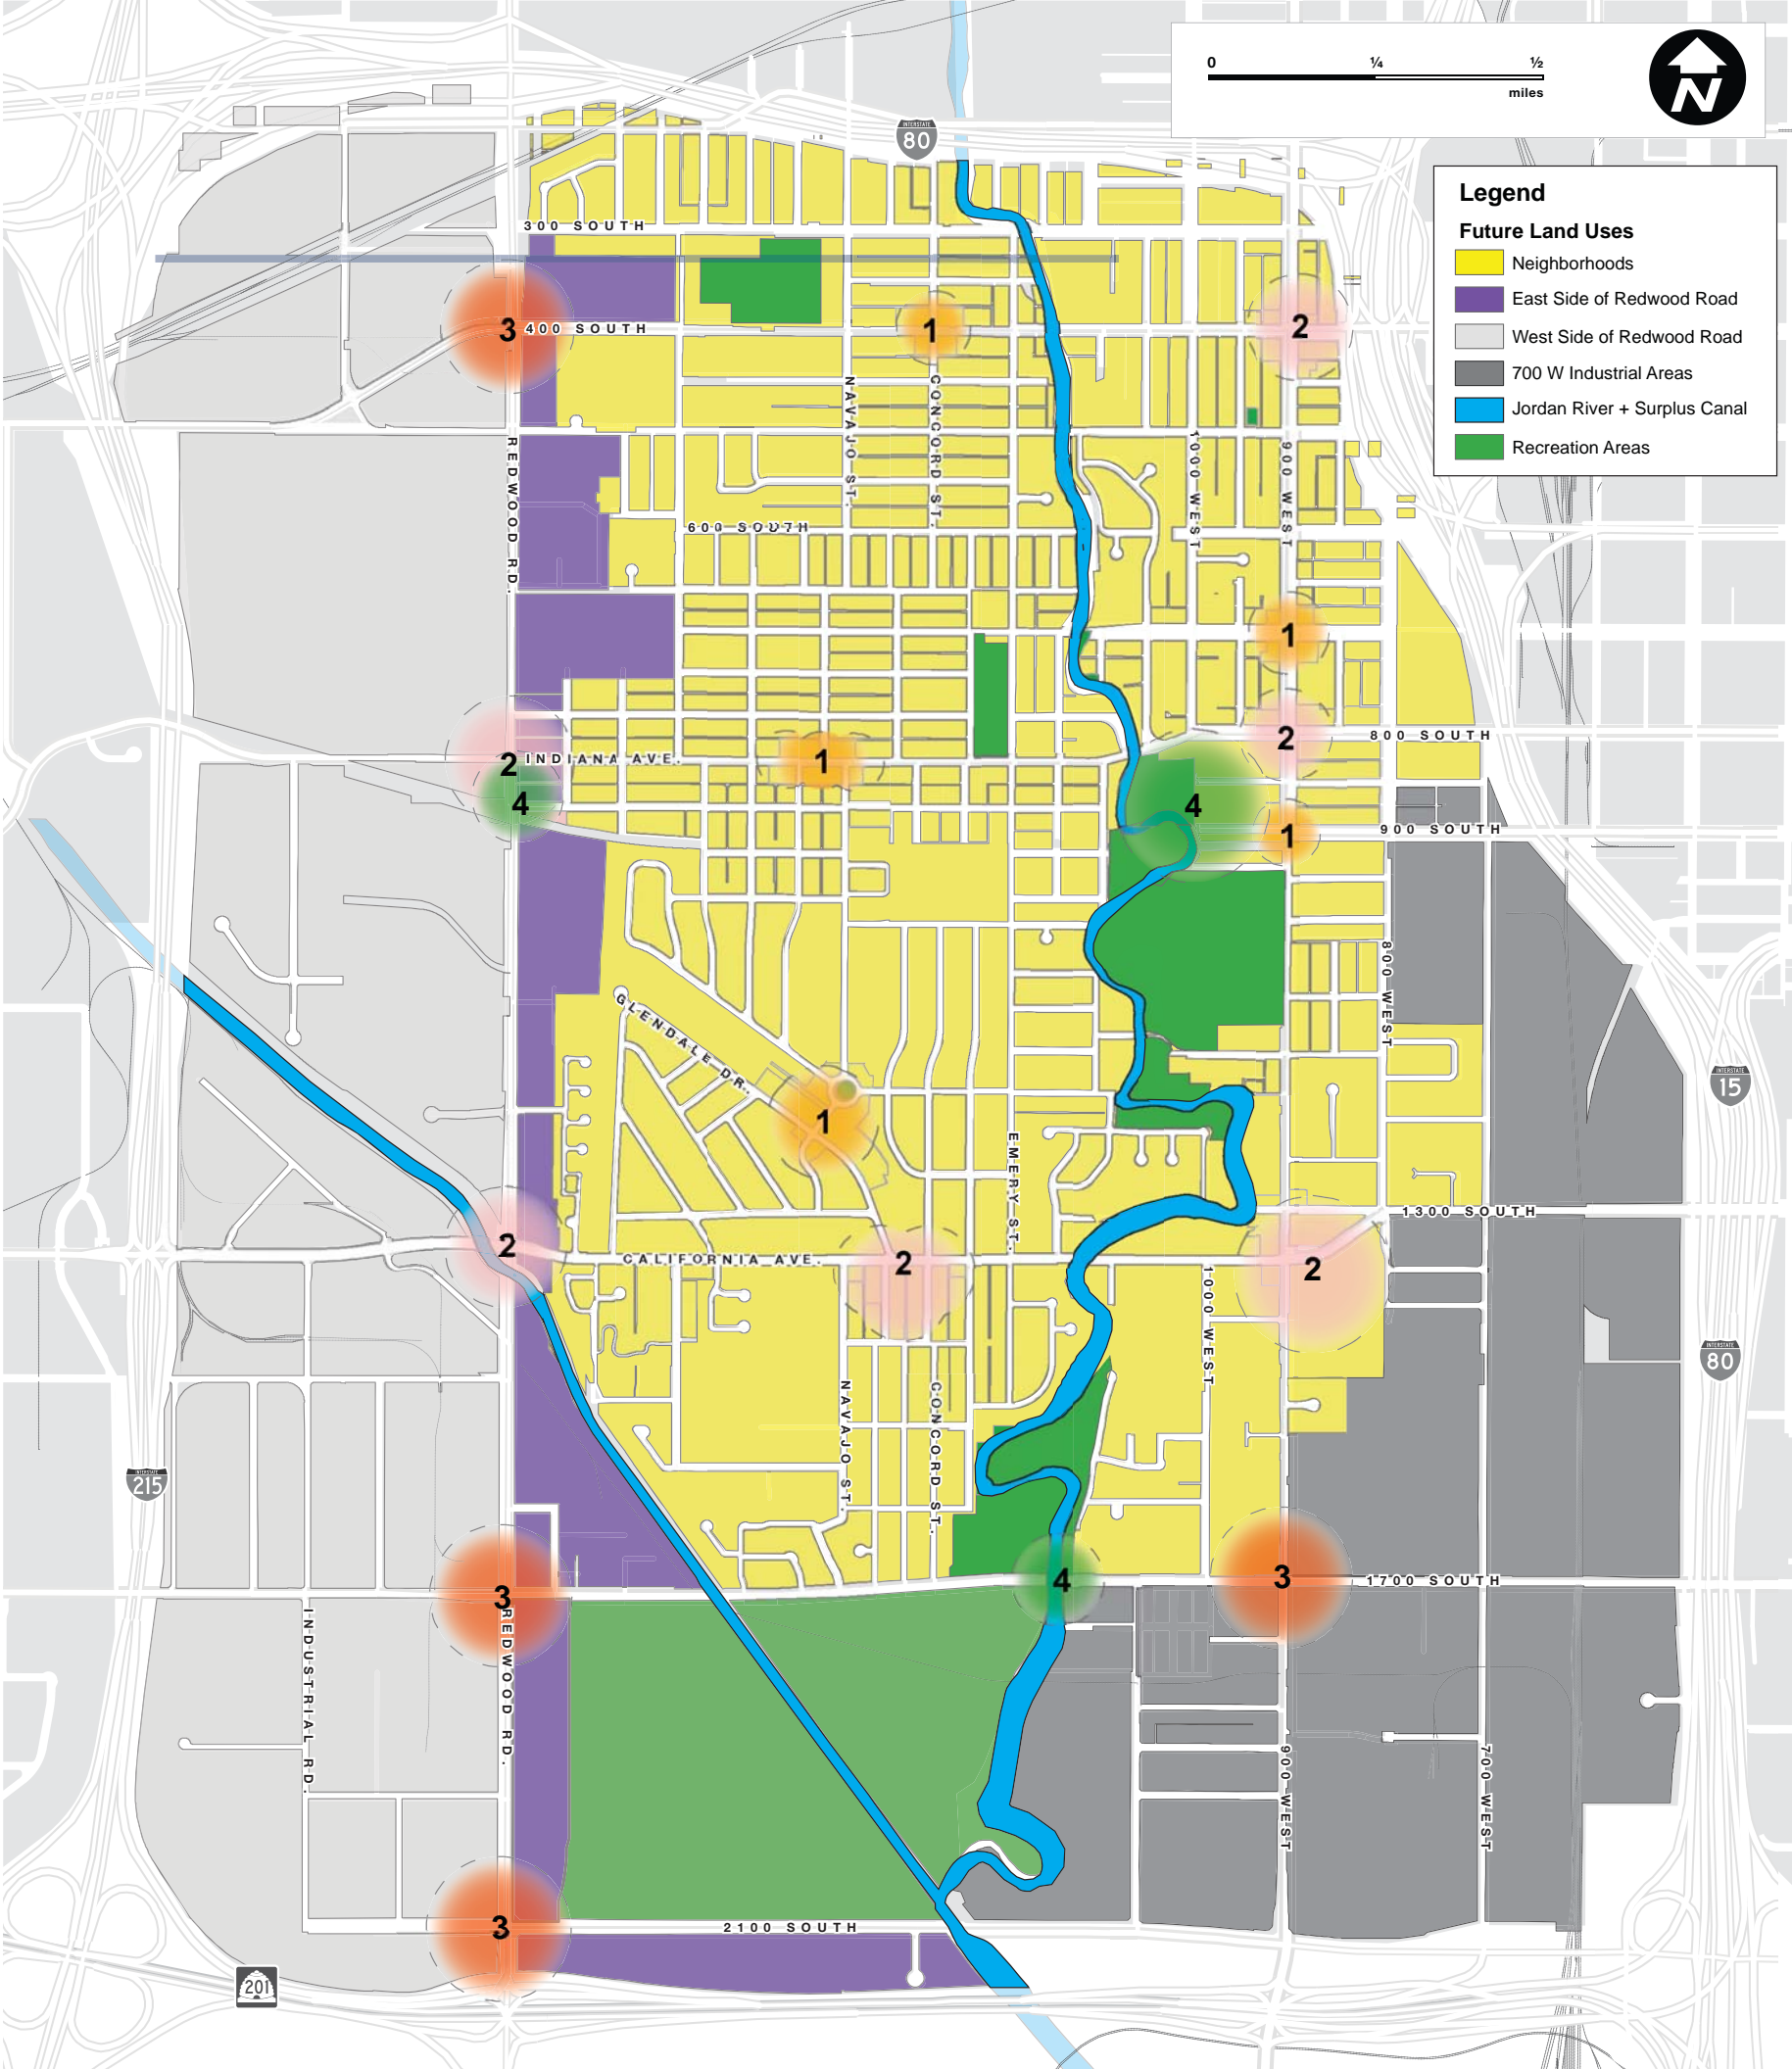 0 ¼ ½
miles
N
INTERSTATE
80
Legend
Future Land Uses
Neighborhoods
East Side of Redwood Road
West Side of Redwood Road
700 W Industrial Areas
Jordan River + Surplus Canal
Recreation Areas
300 SOUTH
3
400 SOUTH
1
2
NAVAJO ST.
CONCORD ST.
REDWOOD RD.
1000 WEST
900 WEST
600 SOUTH
1
2
800 SOUTH
2
INDIANA AVE.
1
4
4
1
900 SOUTH
800 WEST
GLENDALE DR.
1
INTERSTATE
15
EMERY ST.
1300 SOUTH
2
CALIFORNIA AVE.
2
2
1000 WEST
INTERSTATE
80
NAVAJO ST.
CONCORD ST.
INTERSTATE
215
3
4
3
1700 SOUTH
INDUSTRIAL RD.
REDWOOD RD.
900 WEST
700 WEST
3
2100 SOUTH
201